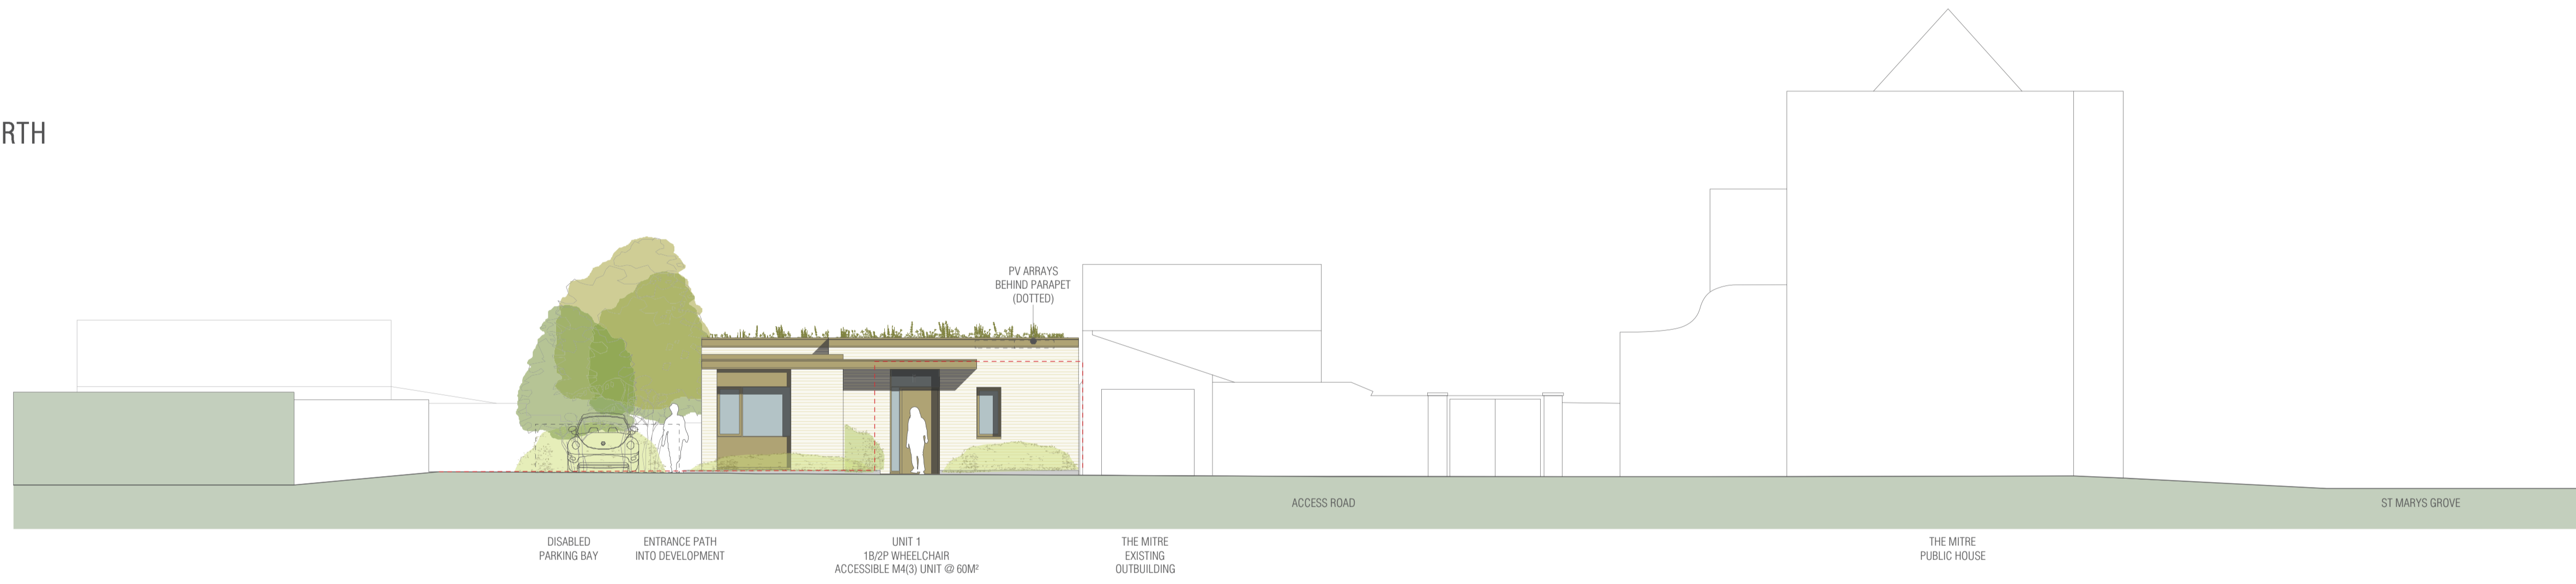 RTH
PV ARRAYS
BEHIND PARAPET
(DOTTED)
ACCESS ROAD
ST MARYS GROVE
DISABLED
PARKING BAY
ENTRANCE PATH
INTO DEVELOPMENT
UNIT 1
1B/2P WHEELCHAIR
ACCESSIBLE M4(3) UNIT @ 60M²
THE MITRE
EXISTING
OUTBUILDING
THE MITRE
PUBLIC HOUSE